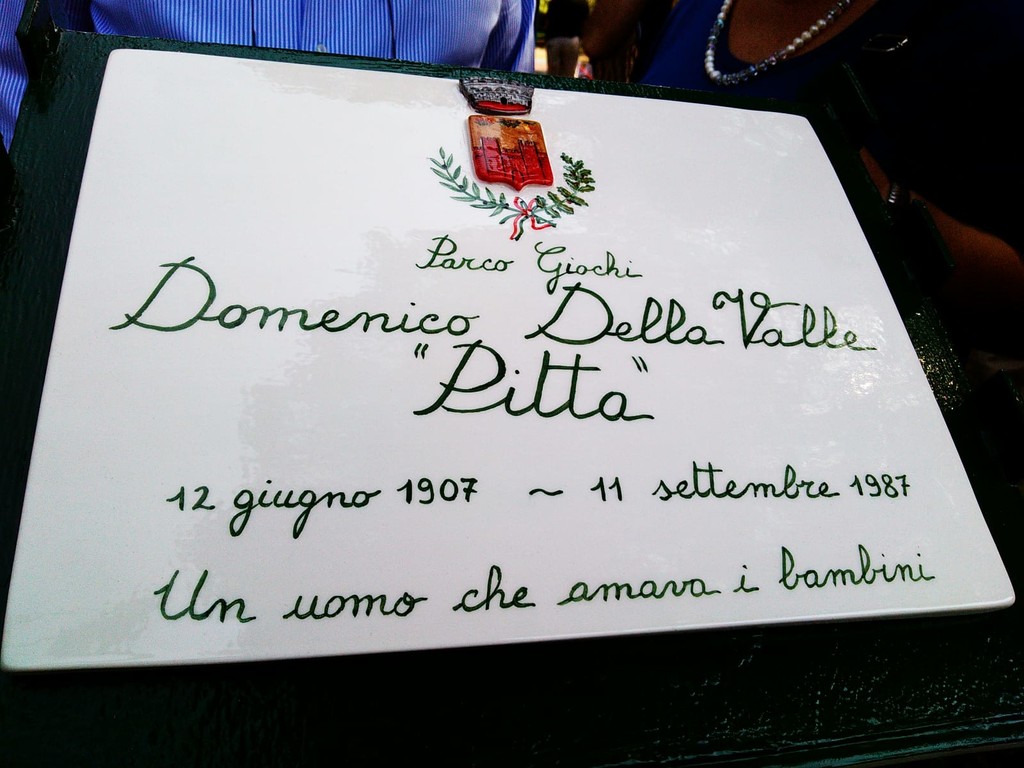 Parco Giochi
Domenico Della Valle
"Pitta"
12 giugno 1907 ~ 11 settembre 1987
Un uomo che amava i bambini